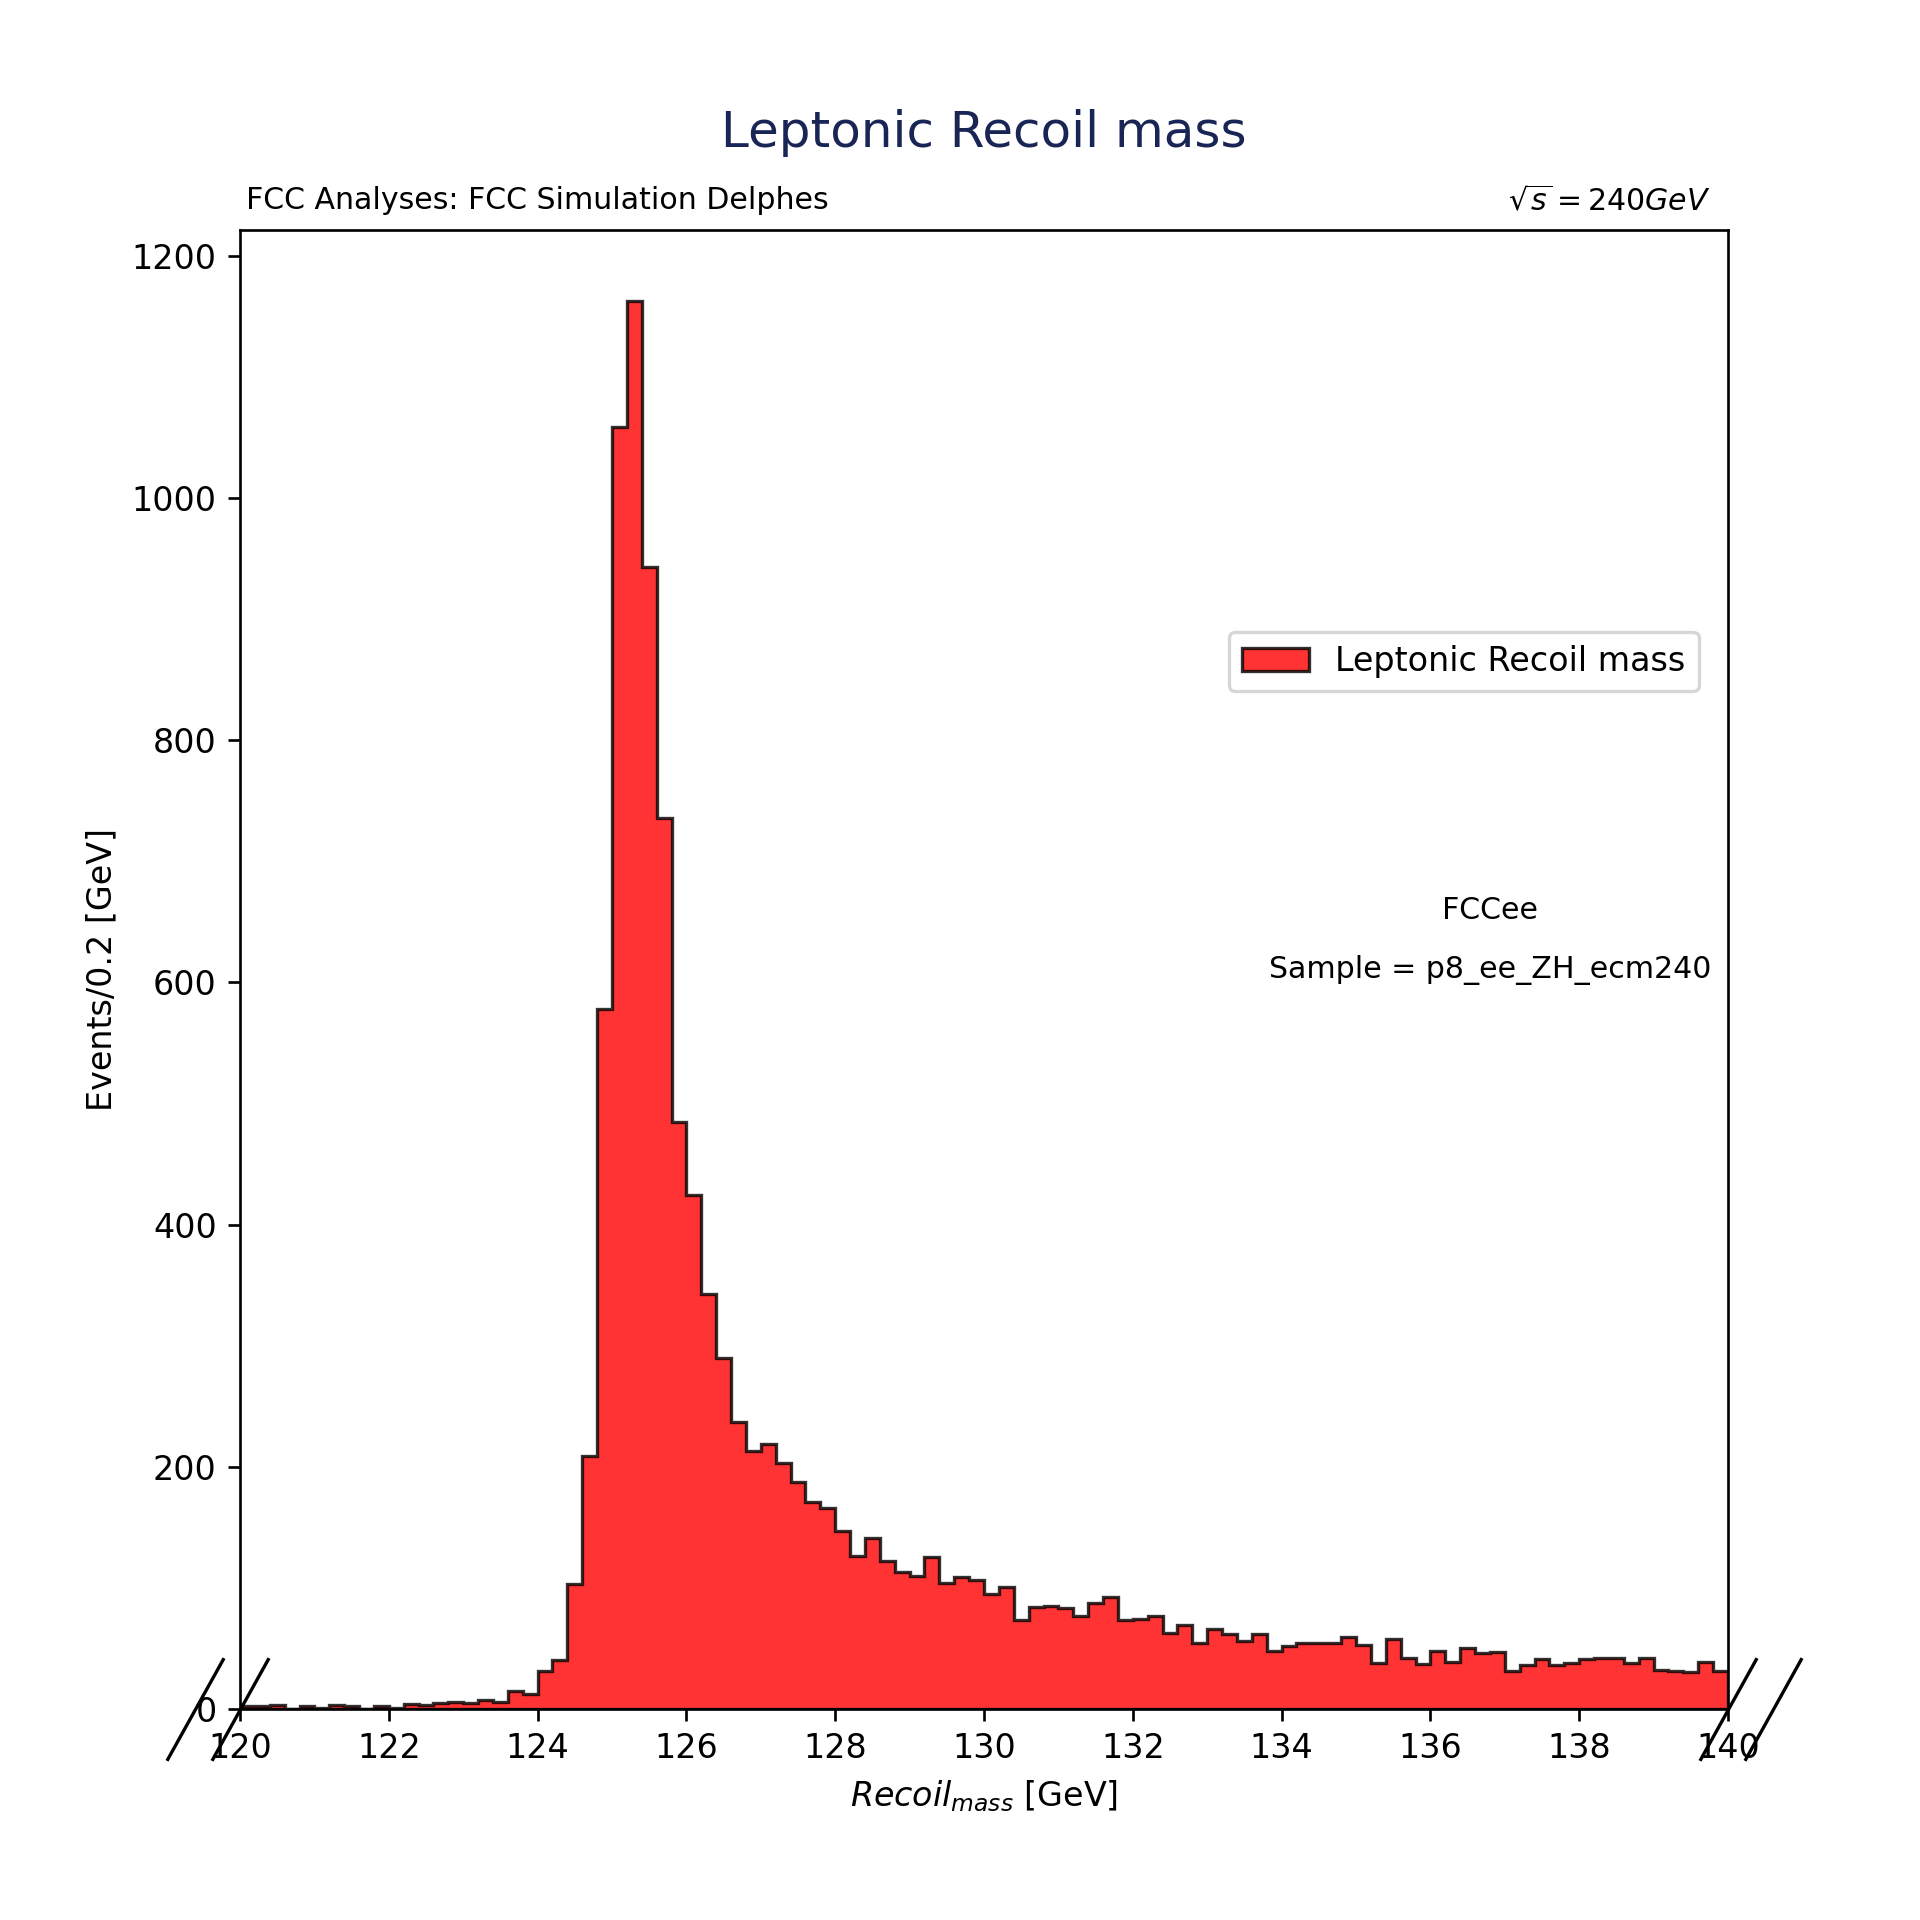 Leptonic Recoil mass
FCC Analyses: FCC Simulation Delphes
√s = 240GeV
1200
1000
800
600
400
200
0
Events/0.2 [GeV]
Leptonic Recoil mass
FCCee
Sample = p8_ee_ZH_ecm240
120 122 124 126 128 130 132 134 136 138 140
Recoil_mass [GeV]